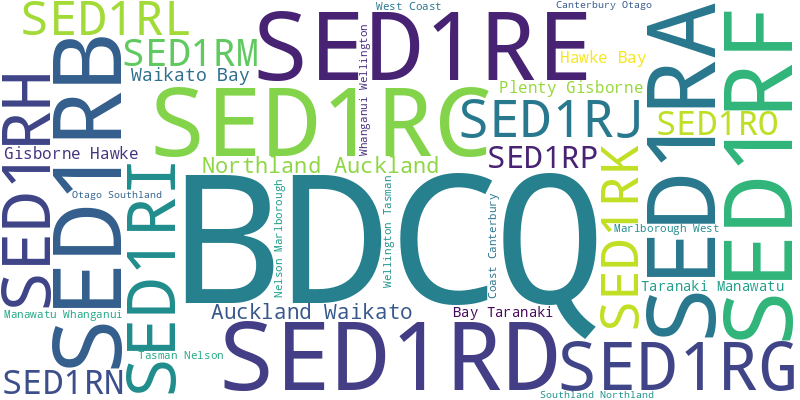 West Coast
Canterbury Otago
SED1RL
SED1RE
SED1RA
SED1RF
SED1RM
Hawke Bay
Waikato Bay
Whanganui Wellington
Plenty Gisborne
SED1RH
SED1RB
SED1RC
SED1RJ
SED1RO
Gisborne Hawke
SED1RP
SED1RK
Northland Auckland
SED1RI
BDCQ
Otago Southland
Nelson Marlborough
Wellington Tasman
Coast Canterbury
Marlborough West
Taranaki Manawatu
Manawatu Whanganui
Auckland Waikato
Bay Taranaki
SED1RD
SED1RG
Tasman Nelson
SED1RN
Southland Northland